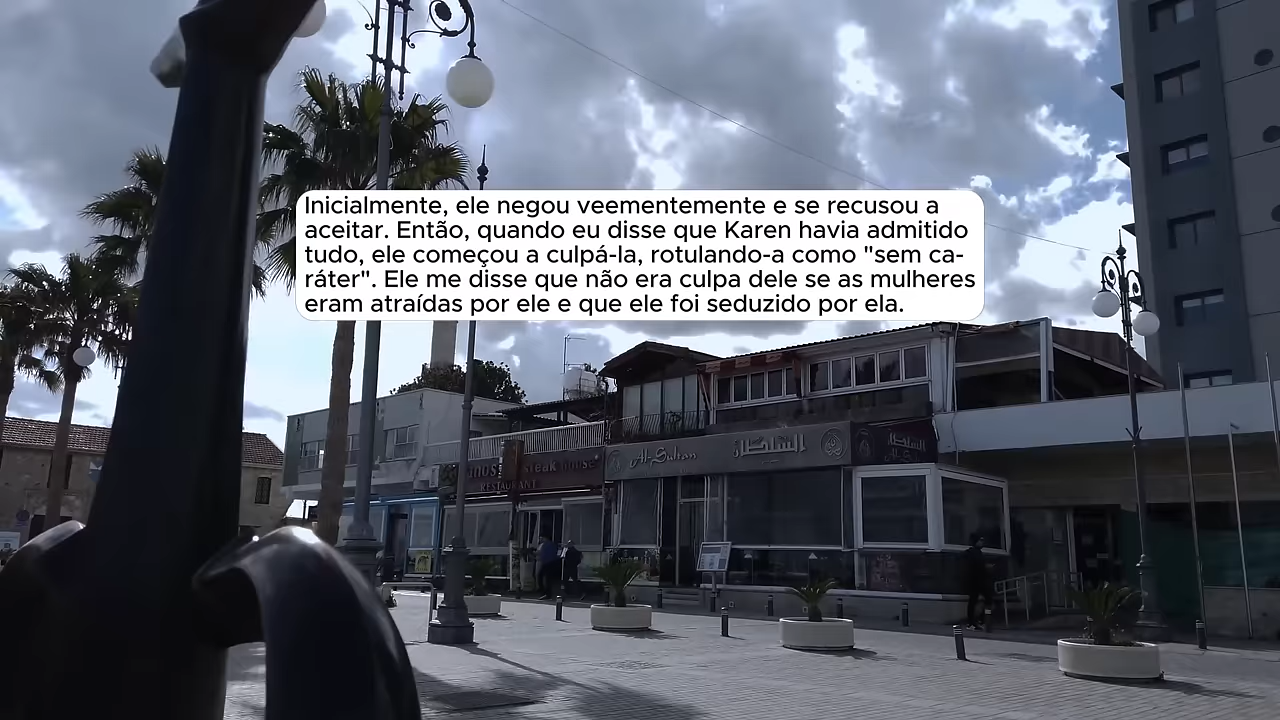 Inicialmente, ele negou veementemente e se recusou a
aceitar. Então, quando eu disse que Karen havia admitido
tudo, ele começou a culpá-la, rotulando-a como "sem ca-
ráter". Ele me disse que não era culpa dele se as mulheres
eram atraídas por ele e que ele foi seduzido por ela.
steak house
RESTAURANT
Al-Sultan
السلطان
السلطان